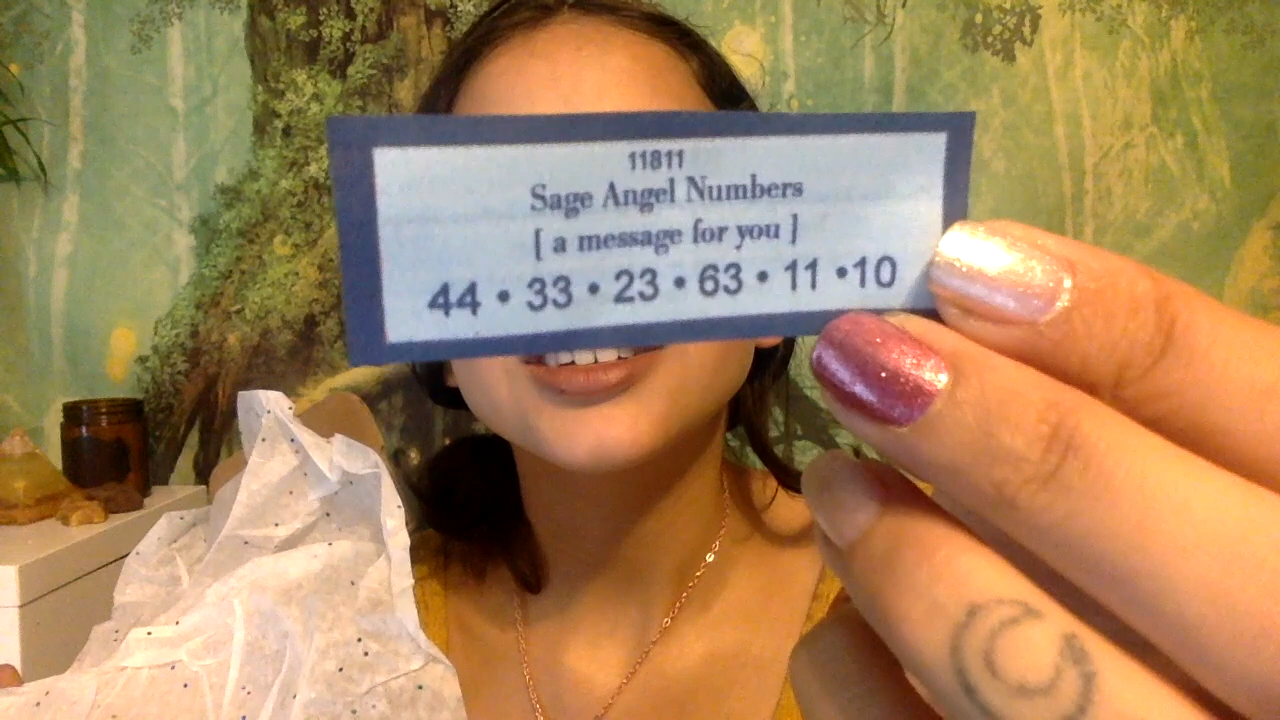 11811
Sage Angel Numbers
[ a message for you ]
44 • 33 • 23 • 63 • 11 •10